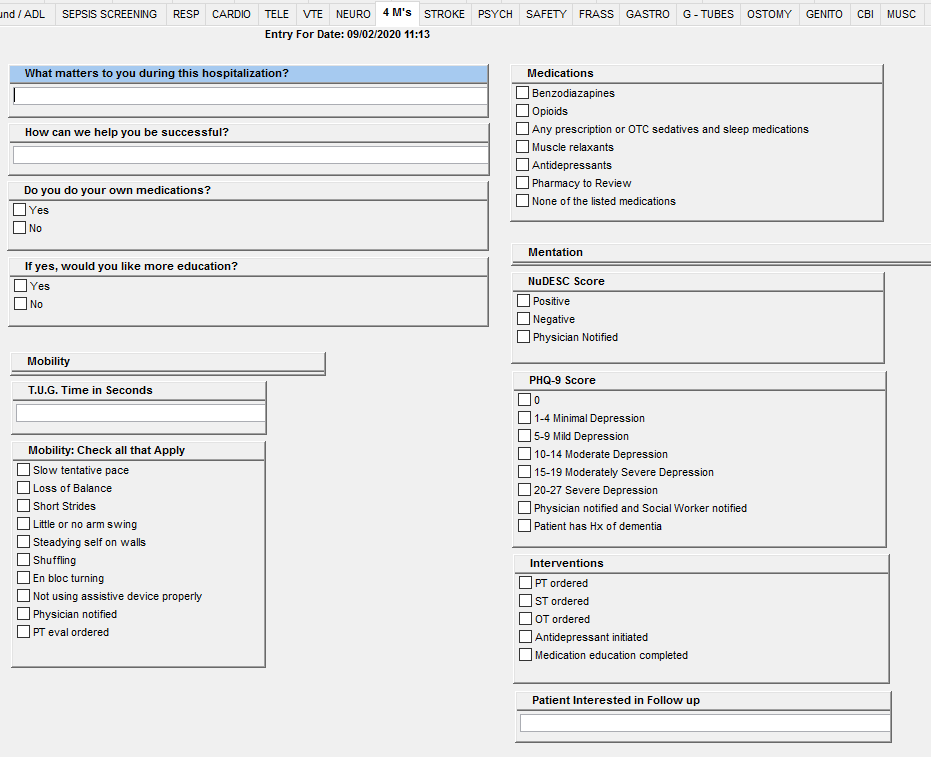 und / ADL SEPSIS SCREENING RESP CARDIO TELE VTE NEURO 4 M's STROKE PSYCH SAFETY FRASS GASTRO G - TUBES OSTOMY GENITO CBI MUSC
Entry For Date: 09/02/2020 11:13
What matters to you during this hospitalization?
How can we help you be successful?
Do you do your own medications?
Yes
No
If yes, would you like more education?
Yes
No
Mobility
T.U.G. Time in Seconds
Mobility: Check all that Apply
Slow tentative pace
Loss of Balance
Short Strides
Little or no arm swing
Steadying self on walls
Shuffling
En bloc turning
Not using assistive device properly
Physician notified
PT eval ordered
Medications
Benzodiazapines
Opioids
Any prescription or OTC sedatives and sleep medications
Muscle relaxants
Antidepressants
Pharmacy to Review
None of the listed medications
Mentation
NuDESC Score
Positive
Negative
Physician Notified
PHQ-9 Score
0
1-4 Minimal Depression
5-9 Mild Depression
10-14 Moderate Depression
15-19 Moderately Severe Depression
20-27 Severe Depression
Physician notified and Social Worker notified
Patient has Hx of dementia
Interventions
PT ordered
ST ordered
OT ordered
Antidepressant initiated
Medication education completed
Patient Interested in Follow up